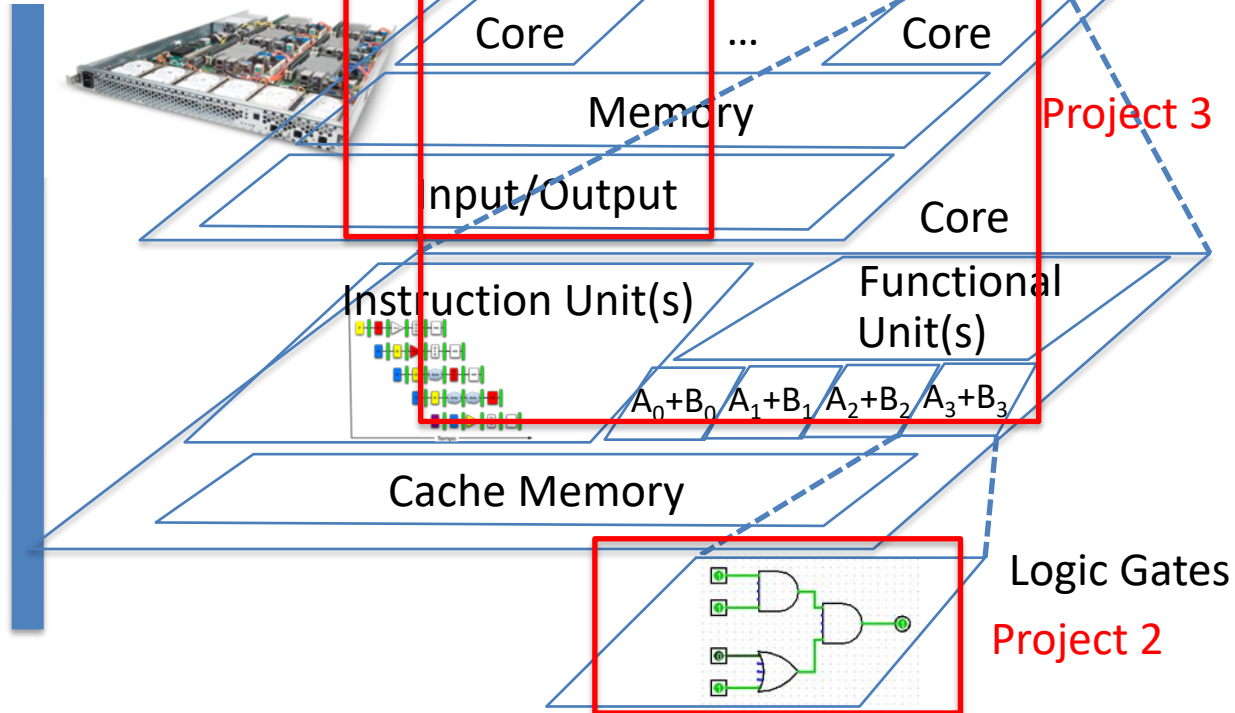 Core
...
Core
Memory
Project 3
Input/Output
Core
Instruction Unit(s)
Functional
Unit(s)
A₀+B₀ A₁+B₁ A₂+B₂ A₃+B₃
Tempo
Cache Memory
Logic Gates
Project 2